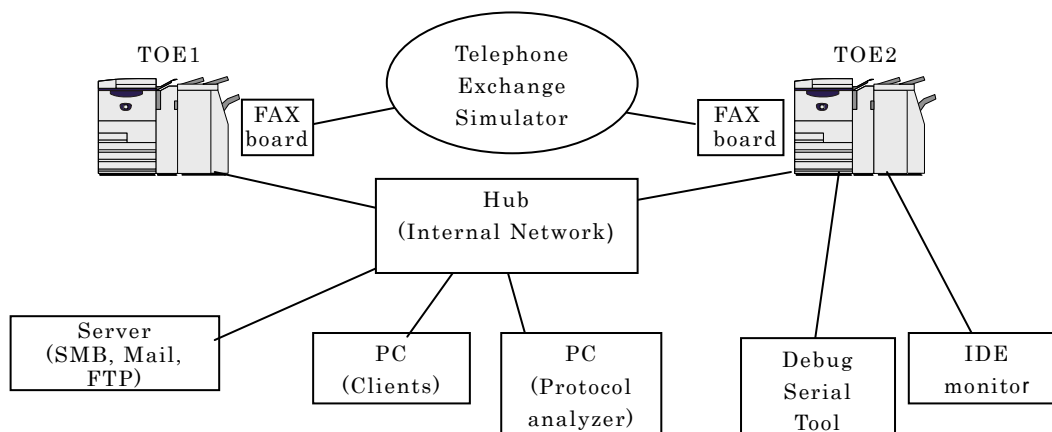 TOE1
Telephone
Exchange
Simulator
TOE2
FAX
board
FAX
board
Hub
(Internal Network)
Server
(SMB, Mail,
FTP)
PC
(Clients)
PC
(Protocol
analyzer)
Debug
Serial
Tool
IDE
monitor